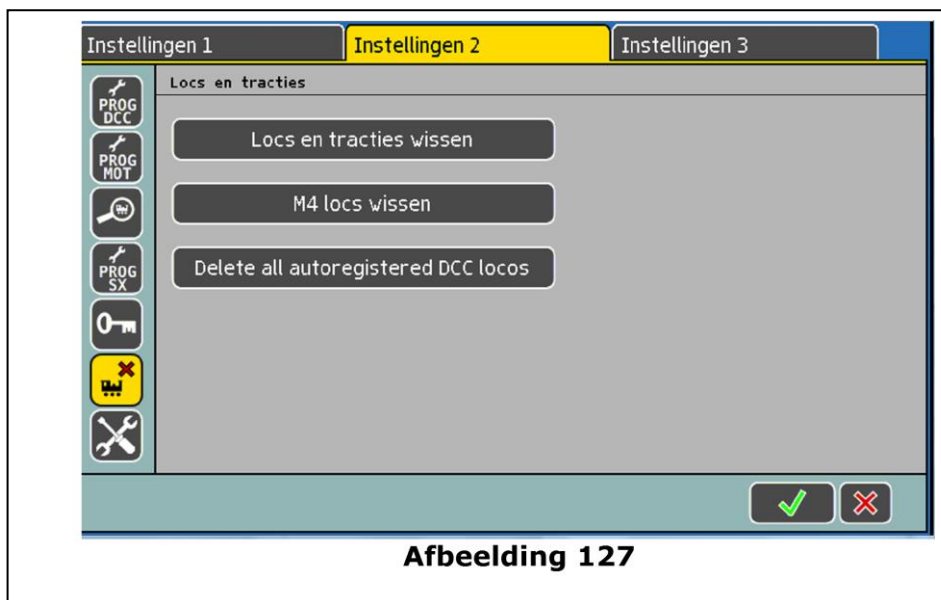 Instellingen 1
Instellingen 2
Instellingen 3
Locs en tracties
PROG
DCC
PROG
MOT
PROG
SX
Locs en tracties wissen
M4 locs wissen
Delete all autoregistered DCC locos
Afbeelding 127